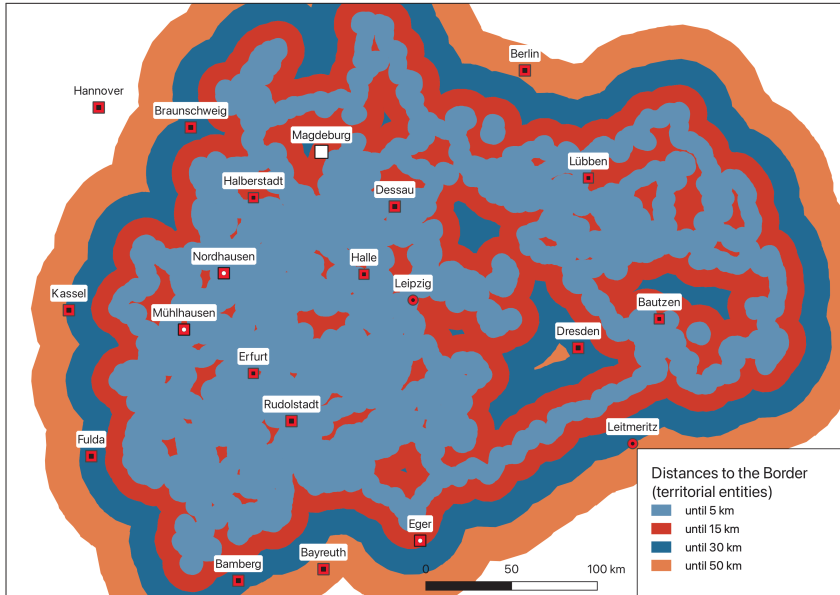 Berlin
Hannover
Braunschweig
Magdeburg
Lübben
Halberstadt
Dessau
Nordhausen
Halle
Leipzig
Kassel
Mühlhausen
Bautzen
Dresden
Erfurt
Rudolstadt
Leitmeritz
Fulda
Eger
Bayreuth
Bamberg
0 50 100 km
Distances to the Border
(territorial entities)
until 5 km
until 15 km
until 30 km
until 50 km